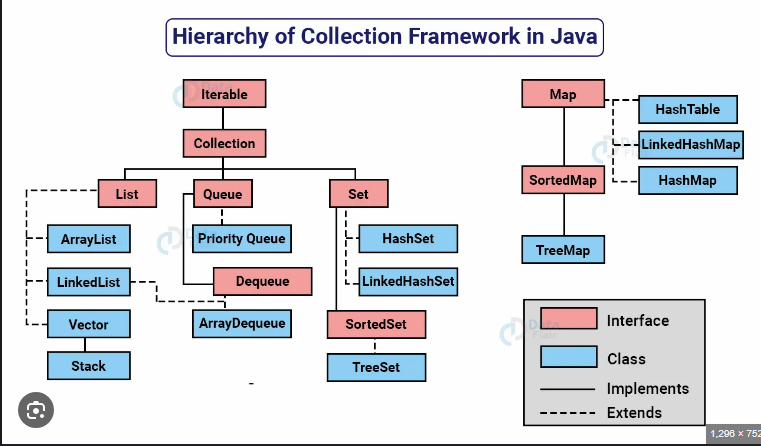 Hierarchy of Collection Framework in Java
Iterable
Collection
List
Queue
Set
ArrayList
Priority Queue
HashSet
LinkedList
Dequeue
LinkedHashSet
Vector
ArrayDequeue
SortedSet
Stack
TreeSet
Map
HashTable
LinkedHashMap
SortedMap
HashMap
TreeMap
Interface
Class
Implements
Extends
1,296 × 752